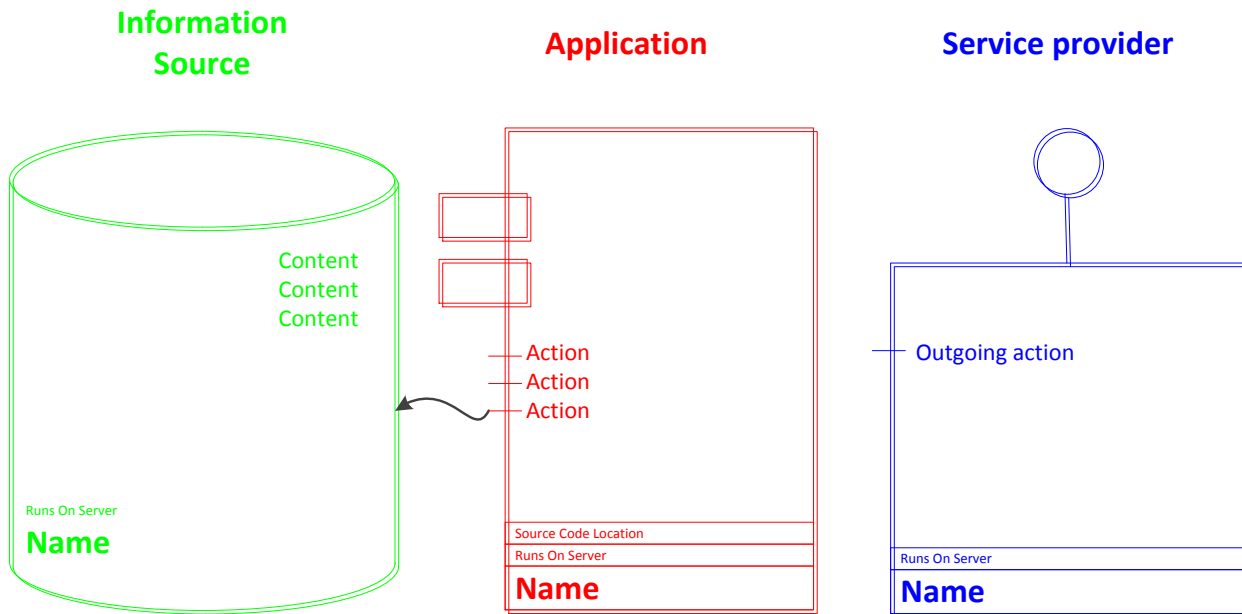 Information
Source
Application
Service provider
Content
Content
Content
Runs On Server
Name
Action
Action
Action
Source Code Location
Runs On Server
Name
Outgoing action
Runs On Server
Name